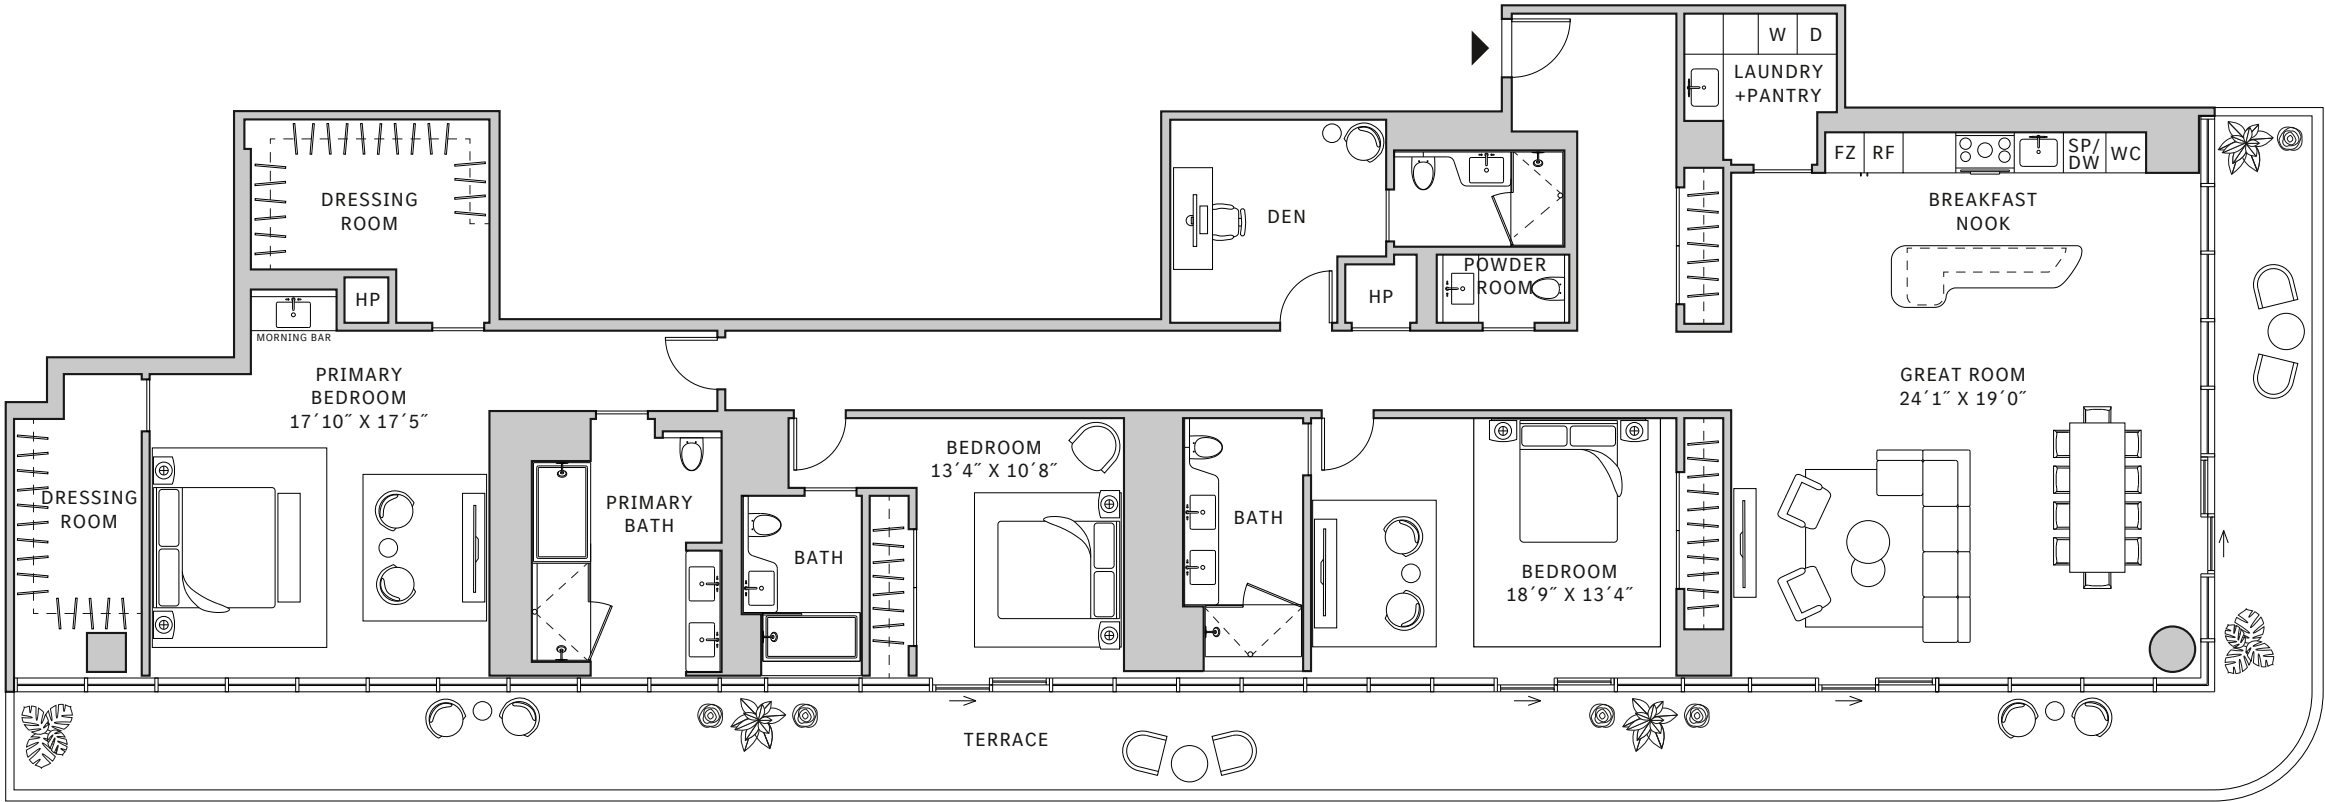 W D
LAUNDRY
+PANTRY
FZ RF
SP/
DW
WC
BREAKFAST
NOOK
DRESSING
ROOM
DEN
POWDER
ROOM
HP
HP
MORNING BAR
PRIMARY
BEDROOM
17´10˝ X 17´5˝
GREAT ROOM
24´1˝ X 19´0˝
BEDROOM
13´4˝ X 10´8˝
DRESSING
ROOM
PRIMARY
BATH
BATH
BATH
BEDROOM
18´9˝ X 13´4˝
TERRACE